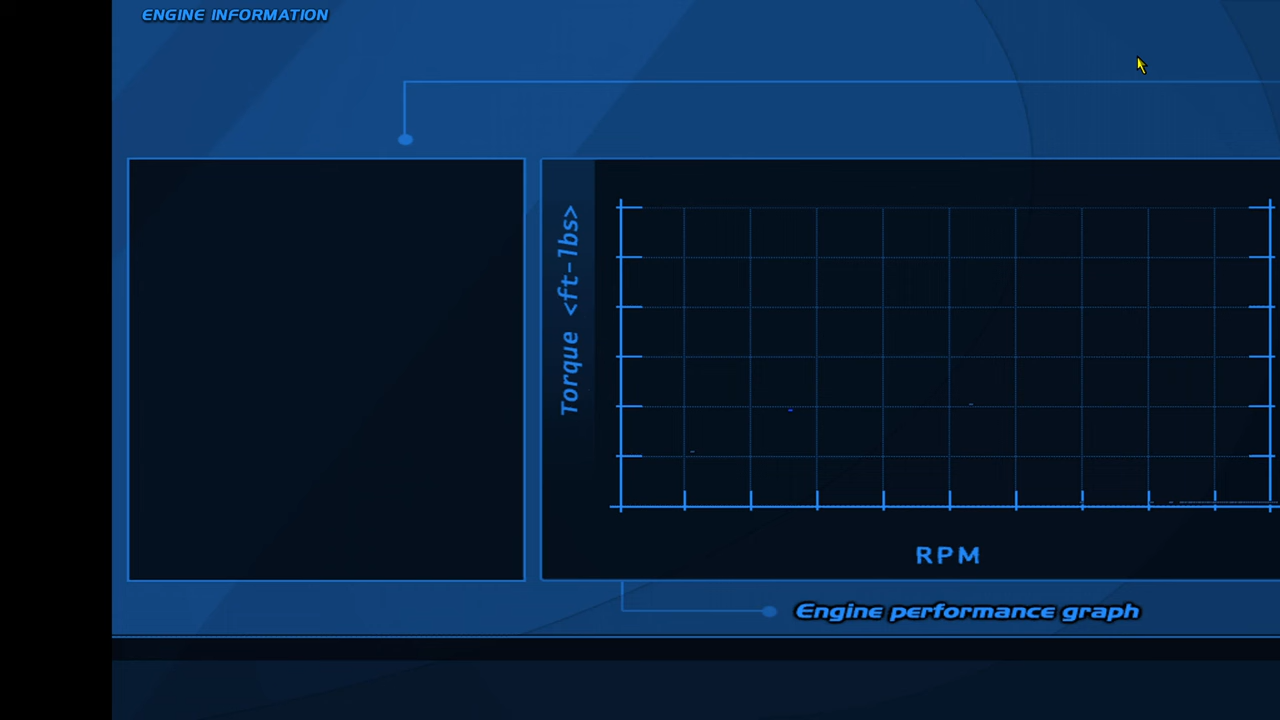 ENGINE INFORMATION
Torque <ft-lbs>
RPM
Engine performance graph